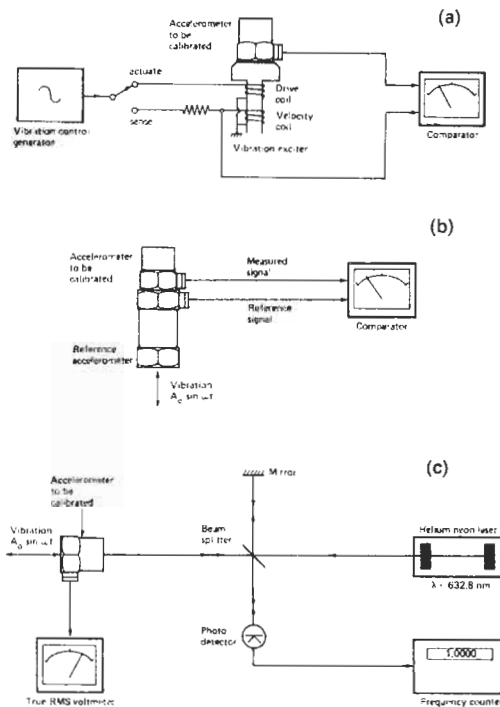 (a)
Accelerometer
to be
calibrated
actuate
Drive
coil
sense
Velocity
coil
Vibration control
generator
Vibration exciter
Comparator
(b)
Accelerometer
to be
calibrated
Measured
signal
Reference
signal
Comparator
Reference
accelerometer
Vibration
A₀ sin ωt
(c)
Mirror
Accelerometer
to be
calibrated
Vibration
A₀ sin ωt
Beam
splitter
Helium neon laser
λ - 632.8 nm
Photo
detector
1.0000
True RMS voltmeter
Frequency counter